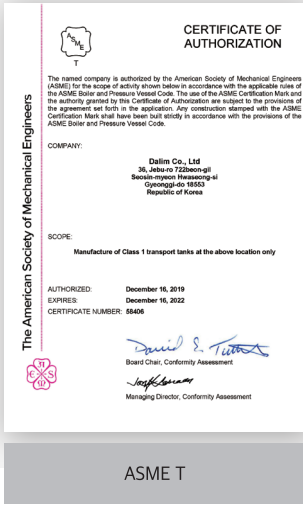 ASME
T
CERTIFICATE OF
AUTHORIZATION
The named company is authorized by the American Society of Mechanical Engineers
(ASME) for the scope of activity shown below in accordance with the applicable rules of
the ASME Boiler and Pressure Vessel Code. The use of the ASME Certification Mark and
the authority granted by this Certificate of Authorization are subject to the provisions of
the agreement set forth in the application. Any construction stamped with the ASME
Certification Mark shall have been built strictly in accordance with the provisions of the
ASME Boiler and Pressure Vessel Code.
COMPANY:
Dalim Co., Ltd
36, Jebu-ro 722beon-gil
Seosin-myeon Hwaseong-si
Gyeonggi-do 18553
Republic of Korea
SCOPE:
Manufacture of Class 1 transport tanks at the above location only
AUTHORIZED: December 16, 2019
EXPIRES: December 16, 2022
CERTIFICATE NUMBER: 58406
Board Chair, Conformity Assessment
Managing Director, Conformity Assessment
The American Society of Mechanical Engineers
ASME T